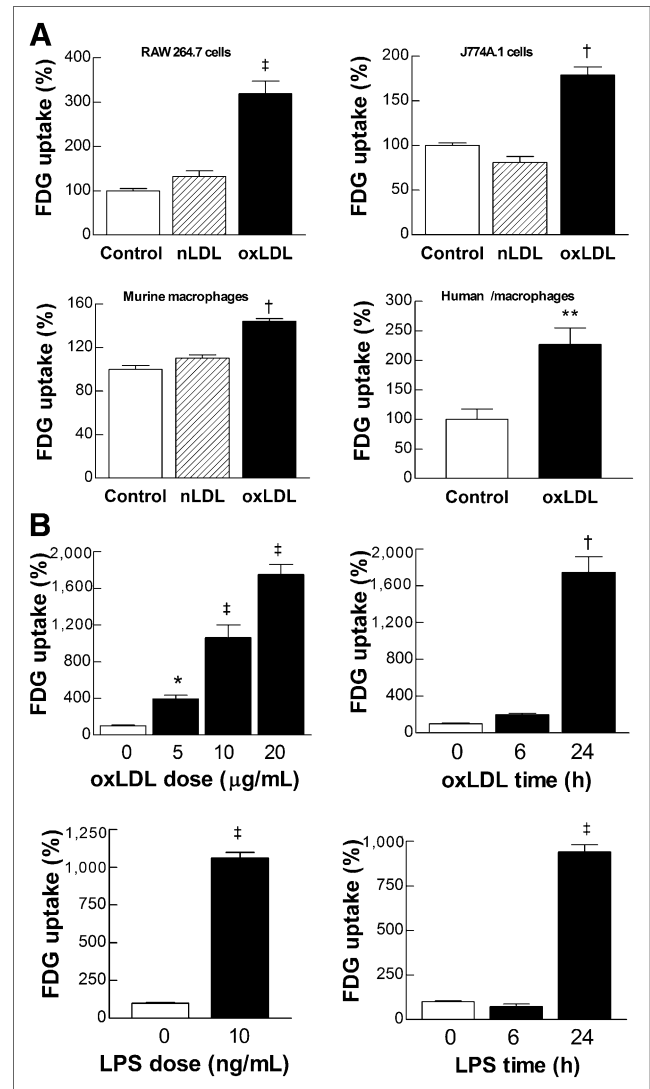 A
RAW 264.7 cells
FDG uptake (%)
400
300
200
100
0
‡
Control nLDL oxLDL
J774A.1 cells
FDG uptake (%)
200
150
100
50
0
†
Control nLDL oxLDL
Murine macrophages
FDG uptake (%)
160
120
80
40
0
†
Control nLDL oxLDL
Human /macrophages
FDG uptake (%)
300
250
200
150
100
50
0
**
Control oxLDL
B
FDG uptake (%)
2,000
1,600
1,200
800
400
0
* ‡ ‡
0 5 10 20
oxLDL dose (µg/mL)
FDG uptake (%)
2,000
1,600
1,200
800
400
0
†
0 6 24
oxLDL time (h)
FDG uptake (%)
1,250
1,000
750
500
250
0
‡
0 10
LPS dose (ng/mL)
FDG uptake (%)
1,000
750
500
250
0
‡
0 6 24
LPS time (h)